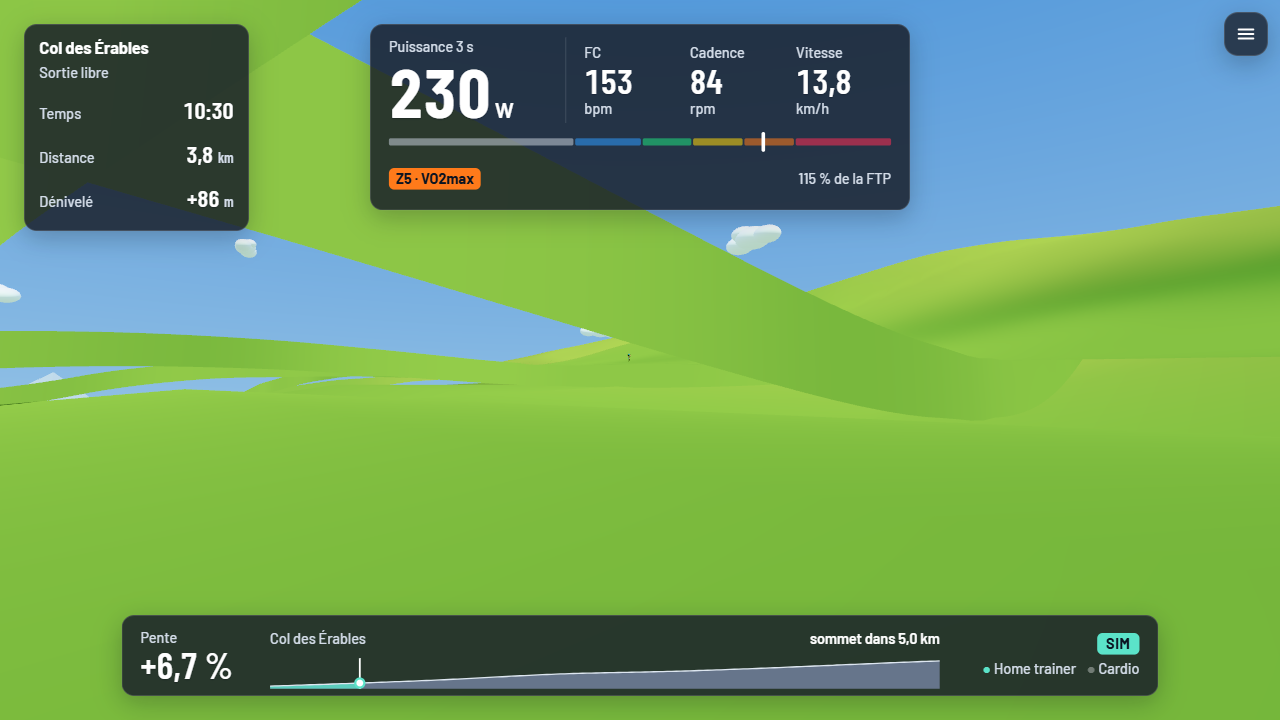 Col des Érables
Sortie libre
Temps 10:30
Distance 3,8 km
Dénivelé +86 m
Puissance 3 s
230 W
FC
153
bpm
Cadence
84
rpm
Vitesse
13,8
km/h
Z5 · VO2max
115 % de la FTP
Pente
+6,7 %
Col des Érables
sommet dans 5,0 km
SIM
Home trainer
Cardio